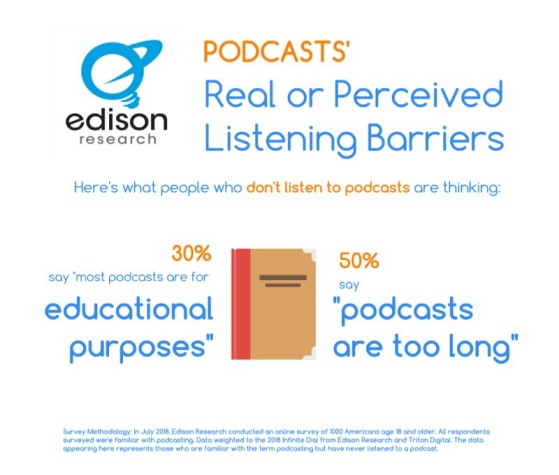 edison
research
PODCASTS'
Real or Perceived
Listening Barriers
Here's what people who don't listen to podcasts are thinking:
30%
say "most podcasts are for
educational
purposes"
50%
say
"podcasts
are too long"
Survey Methodology: In July 2018, Edison Research conducted an online survey of 1000 Americans age 18 and older. All respondents
surveyed were familiar with podcasting. Data weighted to the 2018 Infinite Dial from Edison Research and Triton Digital. The data
appearing here represents those who are familiar with the term podcasting but have never listened to a podcast.